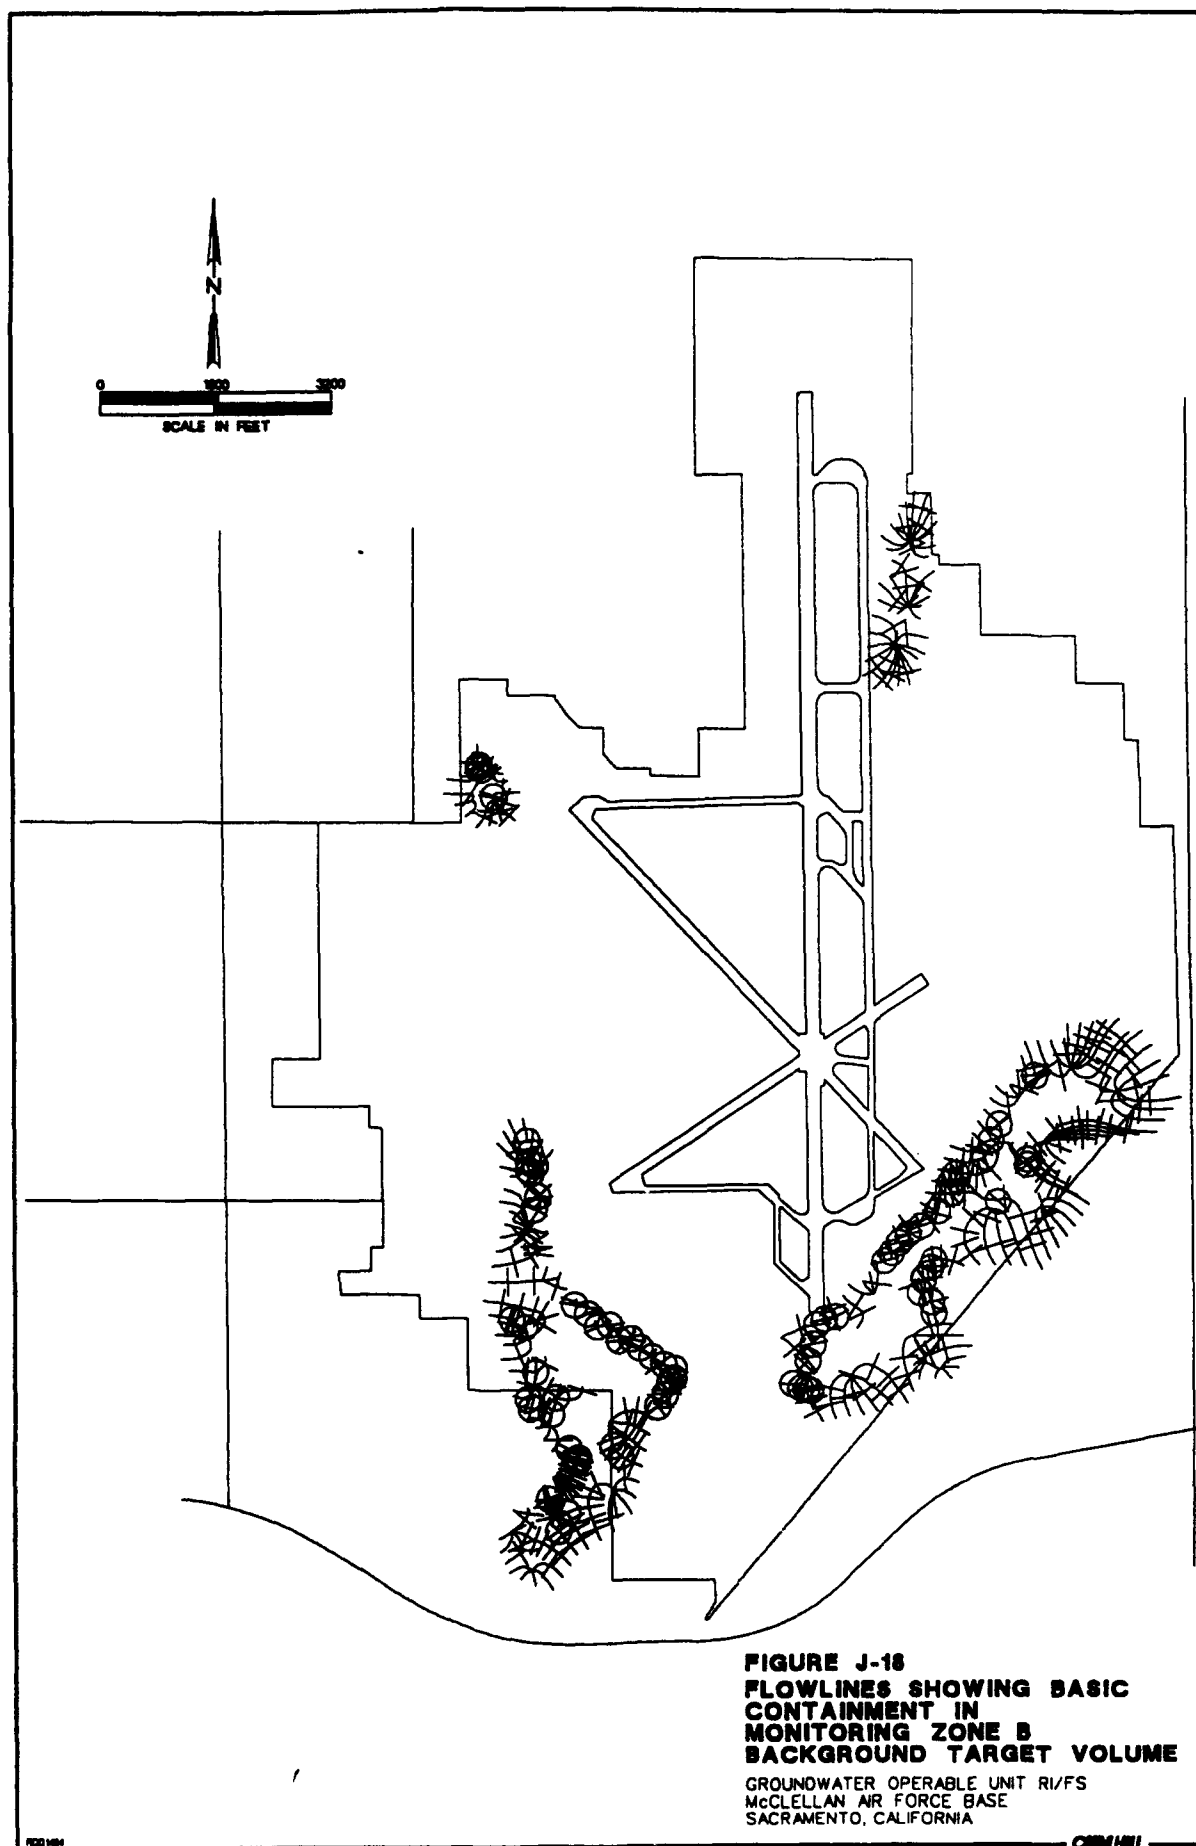 N
0 1600 3200
SCALE IN FEET
FIGURE J-18
FLOWLINES SHOWING BASIC
CONTAINMENT IN
MONITORING ZONE B
BACKGROUND TARGET VOLUME
GROUNDWATER OPERABLE UNIT RI/FS
McCLELLAN AIR FORCE BASE
SACRAMENTO, CALIFORNIA
CH2M HILL